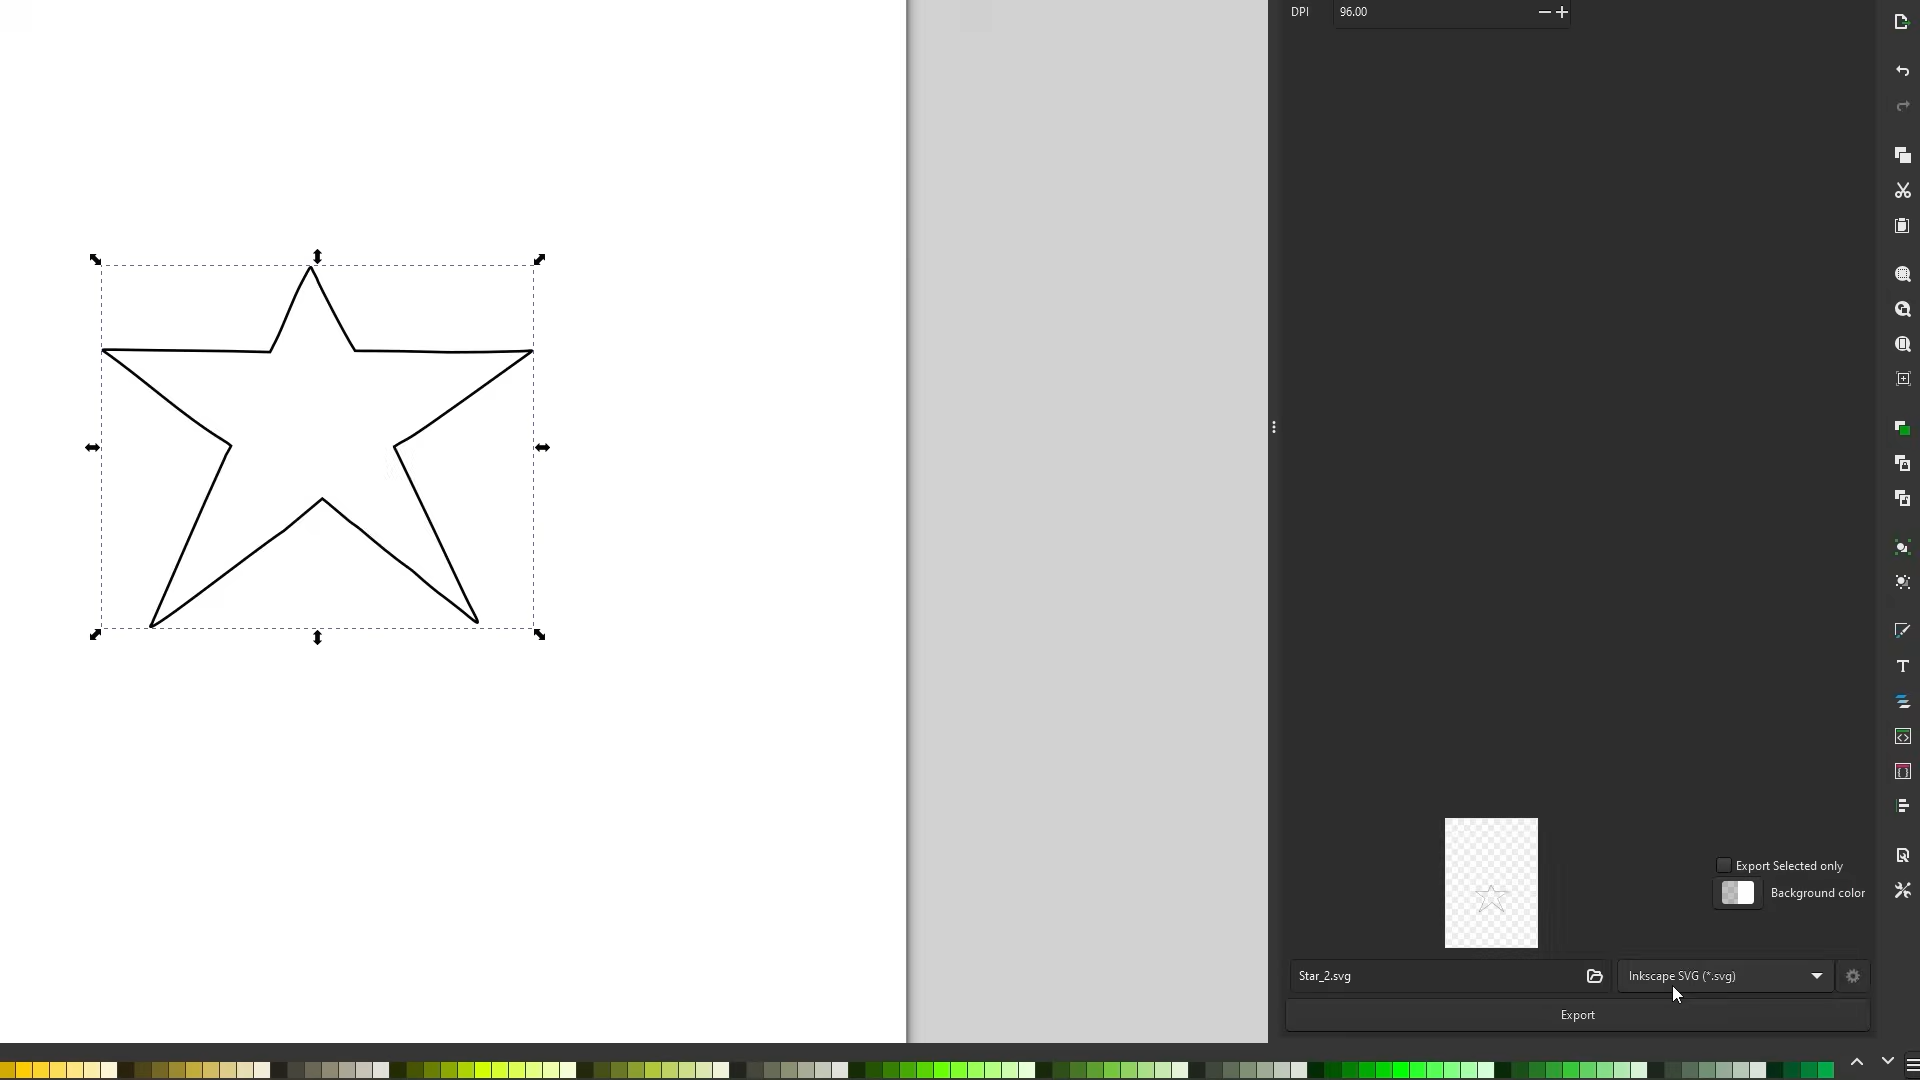 DPI 96.00
Export Selected only
Background color
Star_2.svg Inkscape SVG (*.svg)
Export